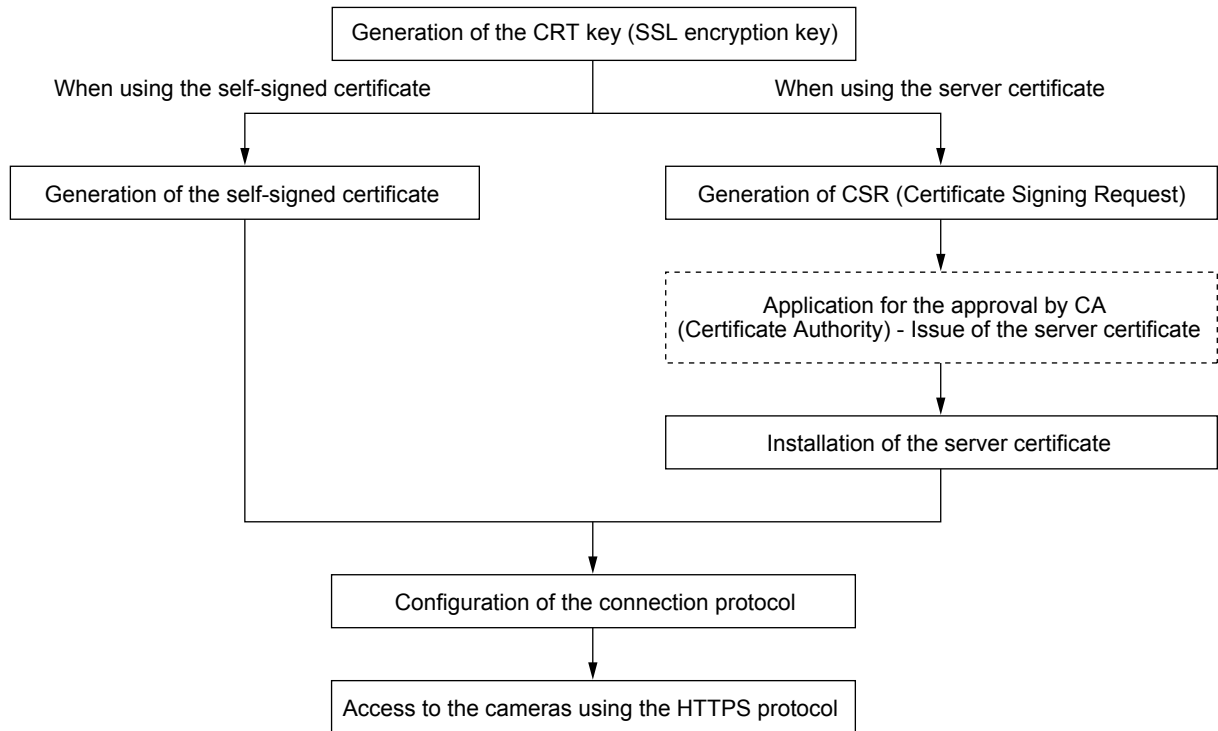 Generation of the CRT key (SSL encryption key)
When using the self-signed certificate
When using the server certificate
Generation of the self-signed certificate
Generation of CSR (Certificate Signing Request)
Application for the approval by CA
(Certificate Authority) - Issue of the server certificate
Installation of the server certificate
Configuration of the connection protocol
Access to the cameras using the HTTPS protocol